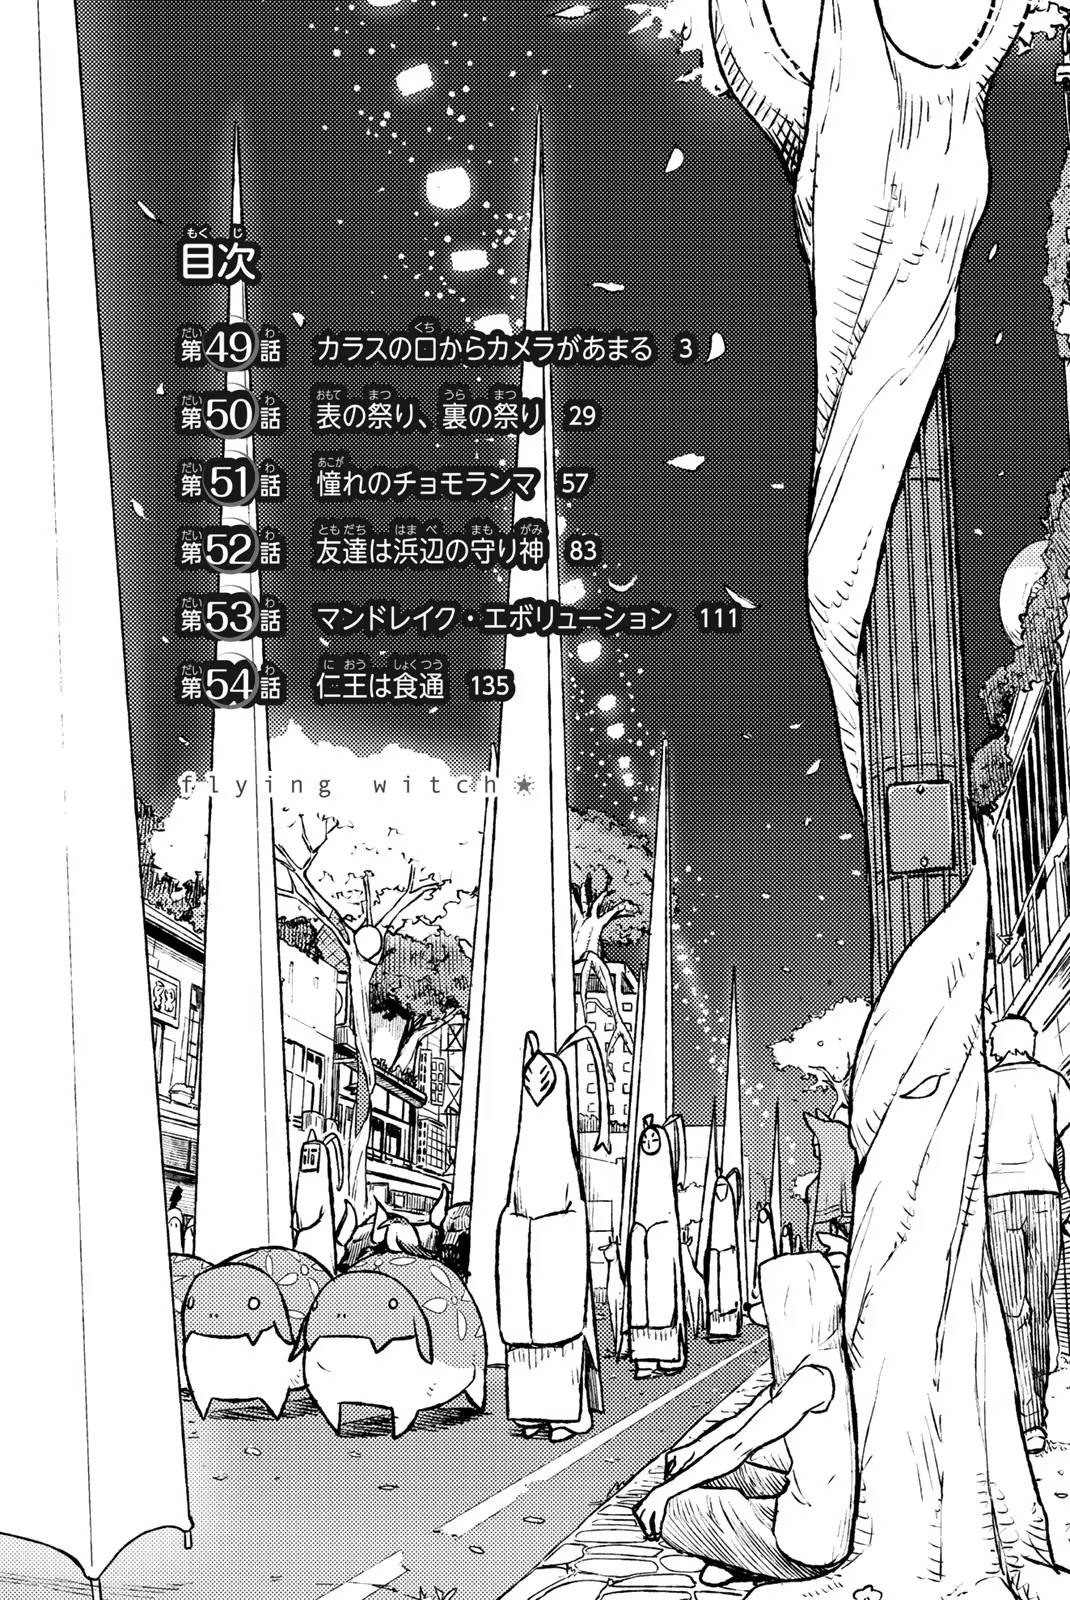 目次
第49話 カラスの口からカメラがあまる 3
第50話 表の祭り、裏の祭り 29
第51話 憧れのチョモランマ 57
第52話 友達は浜辺の守り神 83
第53話 マンドレイク・エボリューション 111
第54話 仁王は食通 135
flying witch